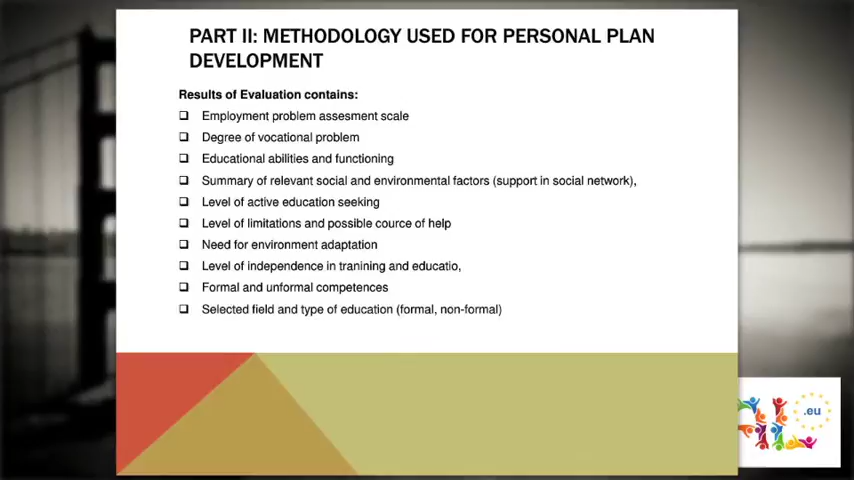 PART II: METHODOLOGY USED FOR PERSONAL PLAN
DEVELOPMENT
Results of Evaluation contains:
Employment problem assesment scale
Degree of vocational problem
Educational abilities and functioning
Summary of relevant social and environmental factors (support in social network),
Level of active education seeking
Level of limitations and possible cource of help
Need for environment adaptation
Level of independence in tranining and educatio,
Formal and unformal competences
Selected field and type of education (formal, non-formal)
.eu